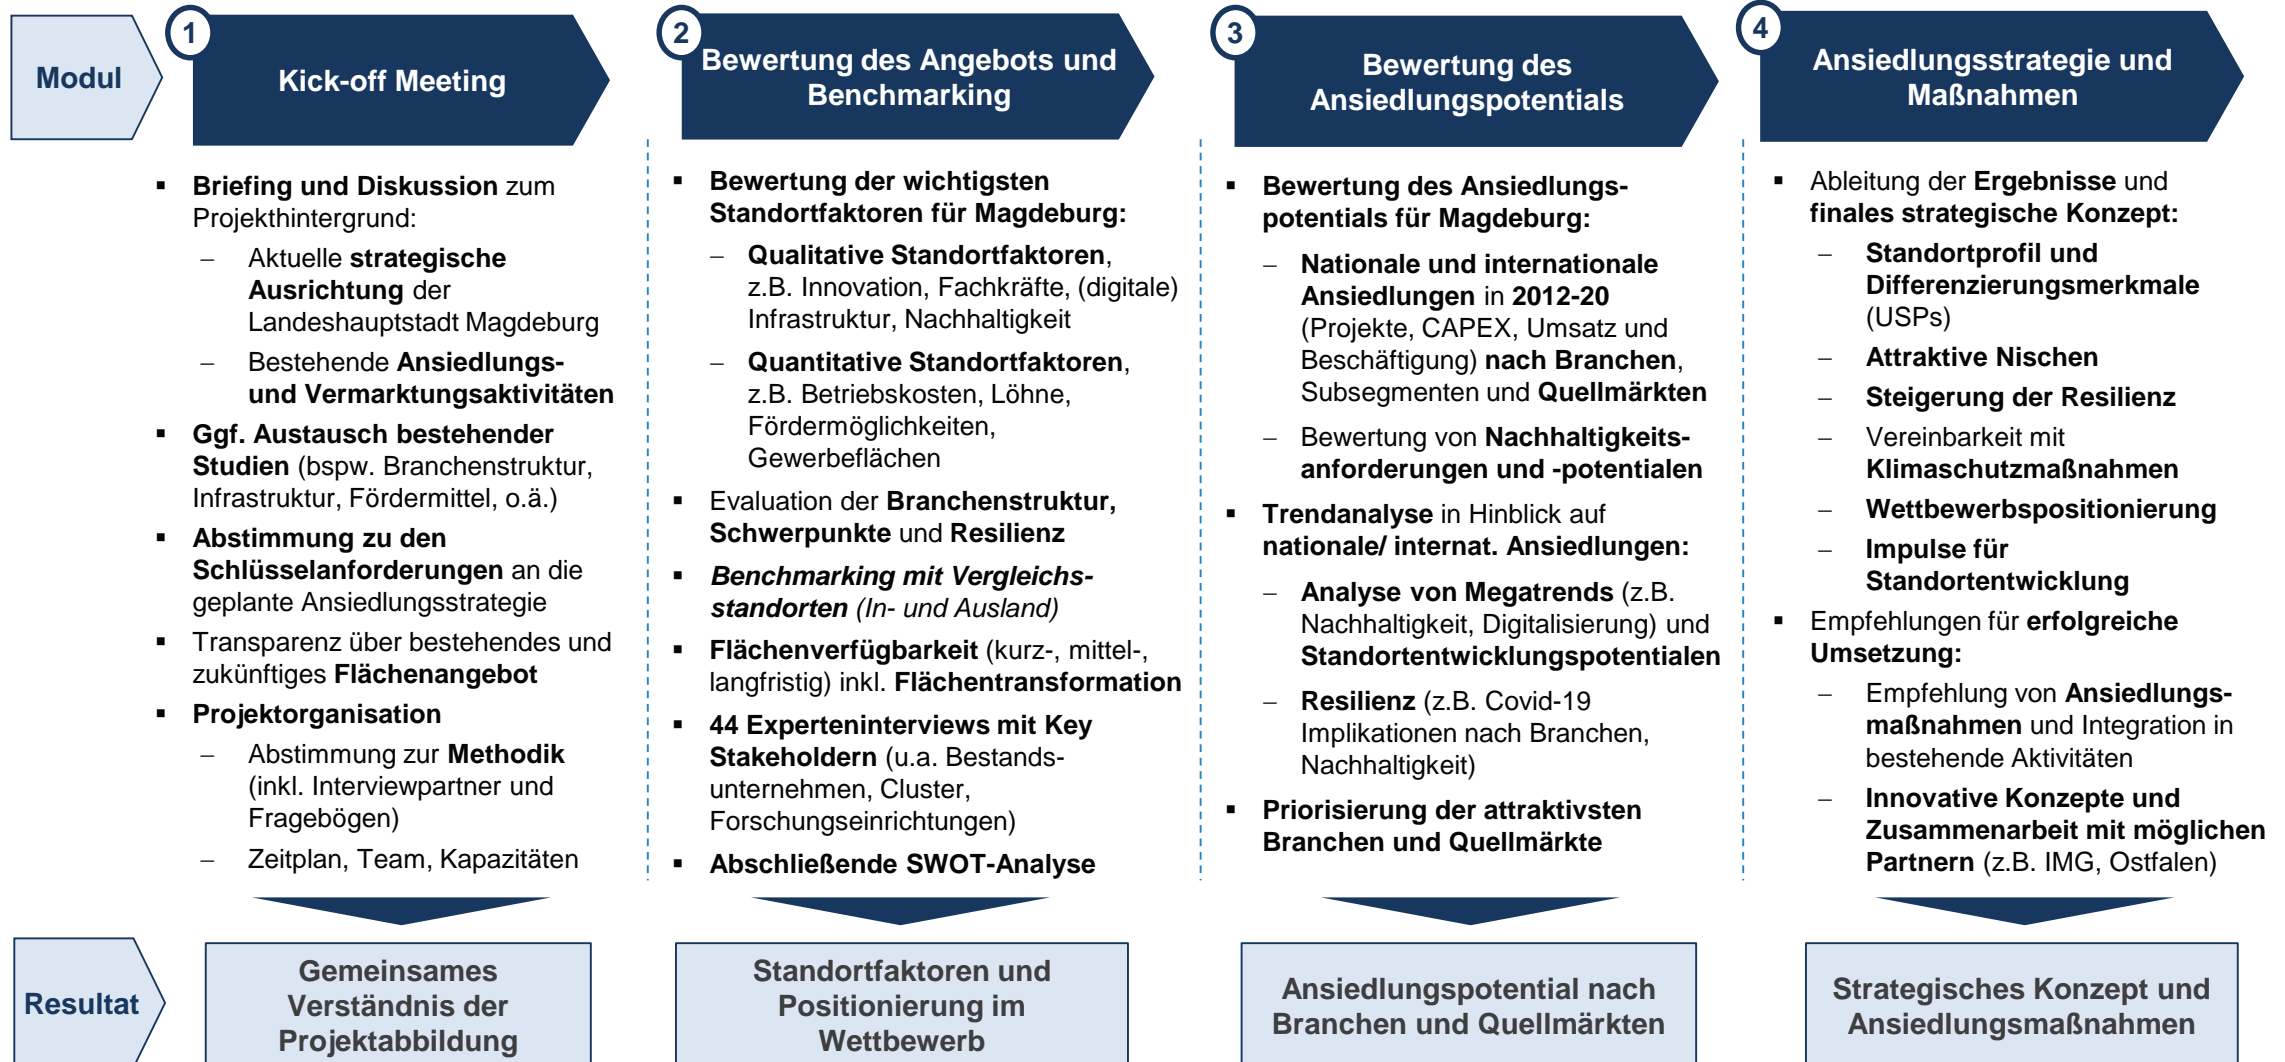 Modul
1
Kick-off Meeting
▪ Briefing und Diskussion zum
Projekthintergrund:
– Aktuelle strategische
Ausrichtung der
Landeshauptstadt Magdeburg
– Bestehende Ansiedlungs-
und Vermarktungsaktivitäten
▪ Ggf. Austausch bestehender
Studien (bspw. Branchenstruktur,
Infrastruktur, Fördermittel, o.ä.)
▪ Abstimmung zu den
Schlüsselanforderungen an die
geplante Ansiedlungsstrategie
▪ Transparenz über bestehendes und
zukünftiges Flächenangebot
▪ Projektorganisation
– Abstimmung zur Methodik
(inkl. Interviewpartner und
Fragebögen)
– Zeitplan, Team, Kapazitäten
2
Bewertung des Angebots und
Benchmarking
▪ Bewertung der wichtigsten
Standortfaktoren für Magdeburg:
– Qualitative Standortfaktoren,
z.B. Innovation, Fachkräfte, (digitale)
Infrastruktur, Nachhaltigkeit
– Quantitative Standortfaktoren,
z.B. Betriebskosten, Löhne,
Fördermöglichkeiten,
Gewerbeflächen
▪ Evaluation der Branchenstruktur,
Schwerpunkte und Resilienz
▪ Benchmarking mit Vergleichs-
standorten (In- und Ausland)
▪ Flächenverfügbarkeit (kurz-, mittel-,
langfristig) inkl. Flächentransformation
▪ 44 Experteninterviews mit Key
Stakeholdern (u.a. Bestands-
unternehmen, Cluster,
Forschungseinrichtungen)
▪ Abschließende SWOT-Analyse
3
Bewertung des
Ansiedlungspotentials
▪ Bewertung des Ansiedlungs-
potentials für Magdeburg:
– Nationale und internationale
Ansiedlungen in 2012-20
(Projekte, CAPEX, Umsatz und
Beschäftigung) nach Branchen,
Subsegmenten und Quellmärkten
– Bewertung von Nachhaltigkeits-
anforderungen und -potentialen
▪ Trendanalyse in Hinblick auf
nationale/ internat. Ansiedlungen:
– Analyse von Megatrends (z.B.
Nachhaltigkeit, Digitalisierung) und
Standortentwicklungspotentialen
– Resilienz (z.B. Covid-19
Implikationen nach Branchen,
Nachhaltigkeit)
▪ Priorisierung der attraktivsten
Branchen und Quellmärkte
4
Ansiedlungsstrategie und
Maßnahmen
▪ Ableitung der Ergebnisse und
finales strategische Konzept:
– Standortprofil und
Differenzierungsmerkmale
(USPs)
– Attraktive Nischen
– Steigerung der Resilienz
– Vereinbarkeit mit
Klimaschutzmaßnahmen
– Wettbewerbspositionierung
– Impulse für
Standortentwicklung
▪ Empfehlungen für erfolgreiche
Umsetzung:
– Empfehlung von Ansiedlungs-
maßnahmen und Integration in
bestehende Aktivitäten
– Innovative Konzepte und
Zusammenarbeit mit möglichen
Partnern (z.B. IMG, Ostfalen)
Resultat
Gemeinsames
Verständnis der
Projektabbildung
Standortfaktoren und
Positionierung im
Wettbewerb
Ansiedlungspotential nach
Branchen und Quellmärkten
Strategisches Konzept und
Ansiedlungsmaßnahmen